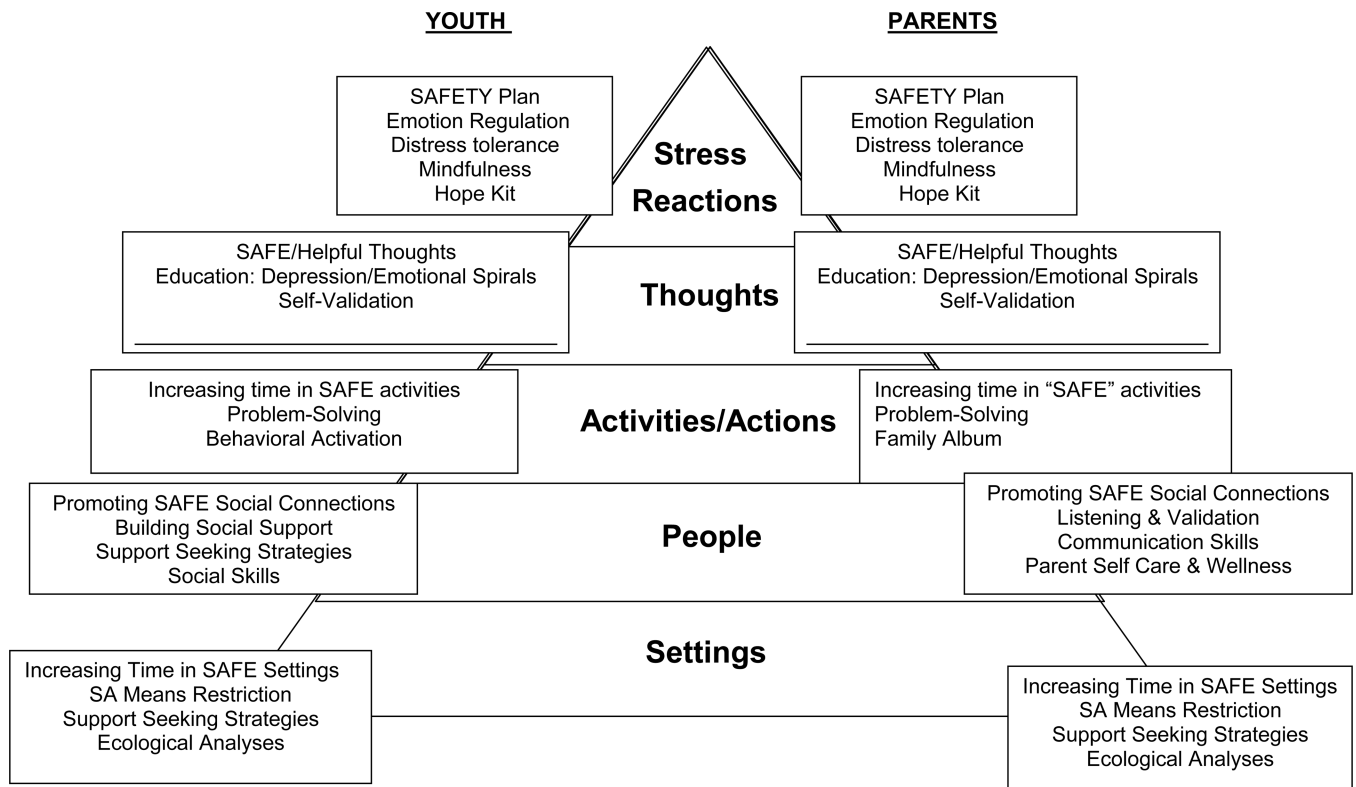 YOUTH
PARENTS
SAFETY Plan
Emotion Regulation
Distress tolerance
Mindfulness
Hope Kit
Stress
Reactions
SAFETY Plan
Emotion Regulation
Distress tolerance
Mindfulness
Hope Kit
SAFE/Helpful Thoughts
Education: Depression/Emotional Spirals
Self-Validation
Thoughts
SAFE/Helpful Thoughts
Education: Depression/Emotional Spirals
Self-Validation
Increasing time in SAFE activities
Problem-Solving
Behavioral Activation
Activities/Actions
Increasing time in “SAFE” activities
Problem-Solving
Family Album
Promoting SAFE Social Connections
Building Social Support
Support Seeking Strategies
Social Skills
People
Promoting SAFE Social Connections
Listening & Validation
Communication Skills
Parent Self Care & Wellness
Increasing Time in SAFE Settings
SA Means Restriction
Support Seeking Strategies
Ecological Analyses
Settings
Increasing Time in SAFE Settings
SA Means Restriction
Support Seeking Strategies
Ecological Analyses